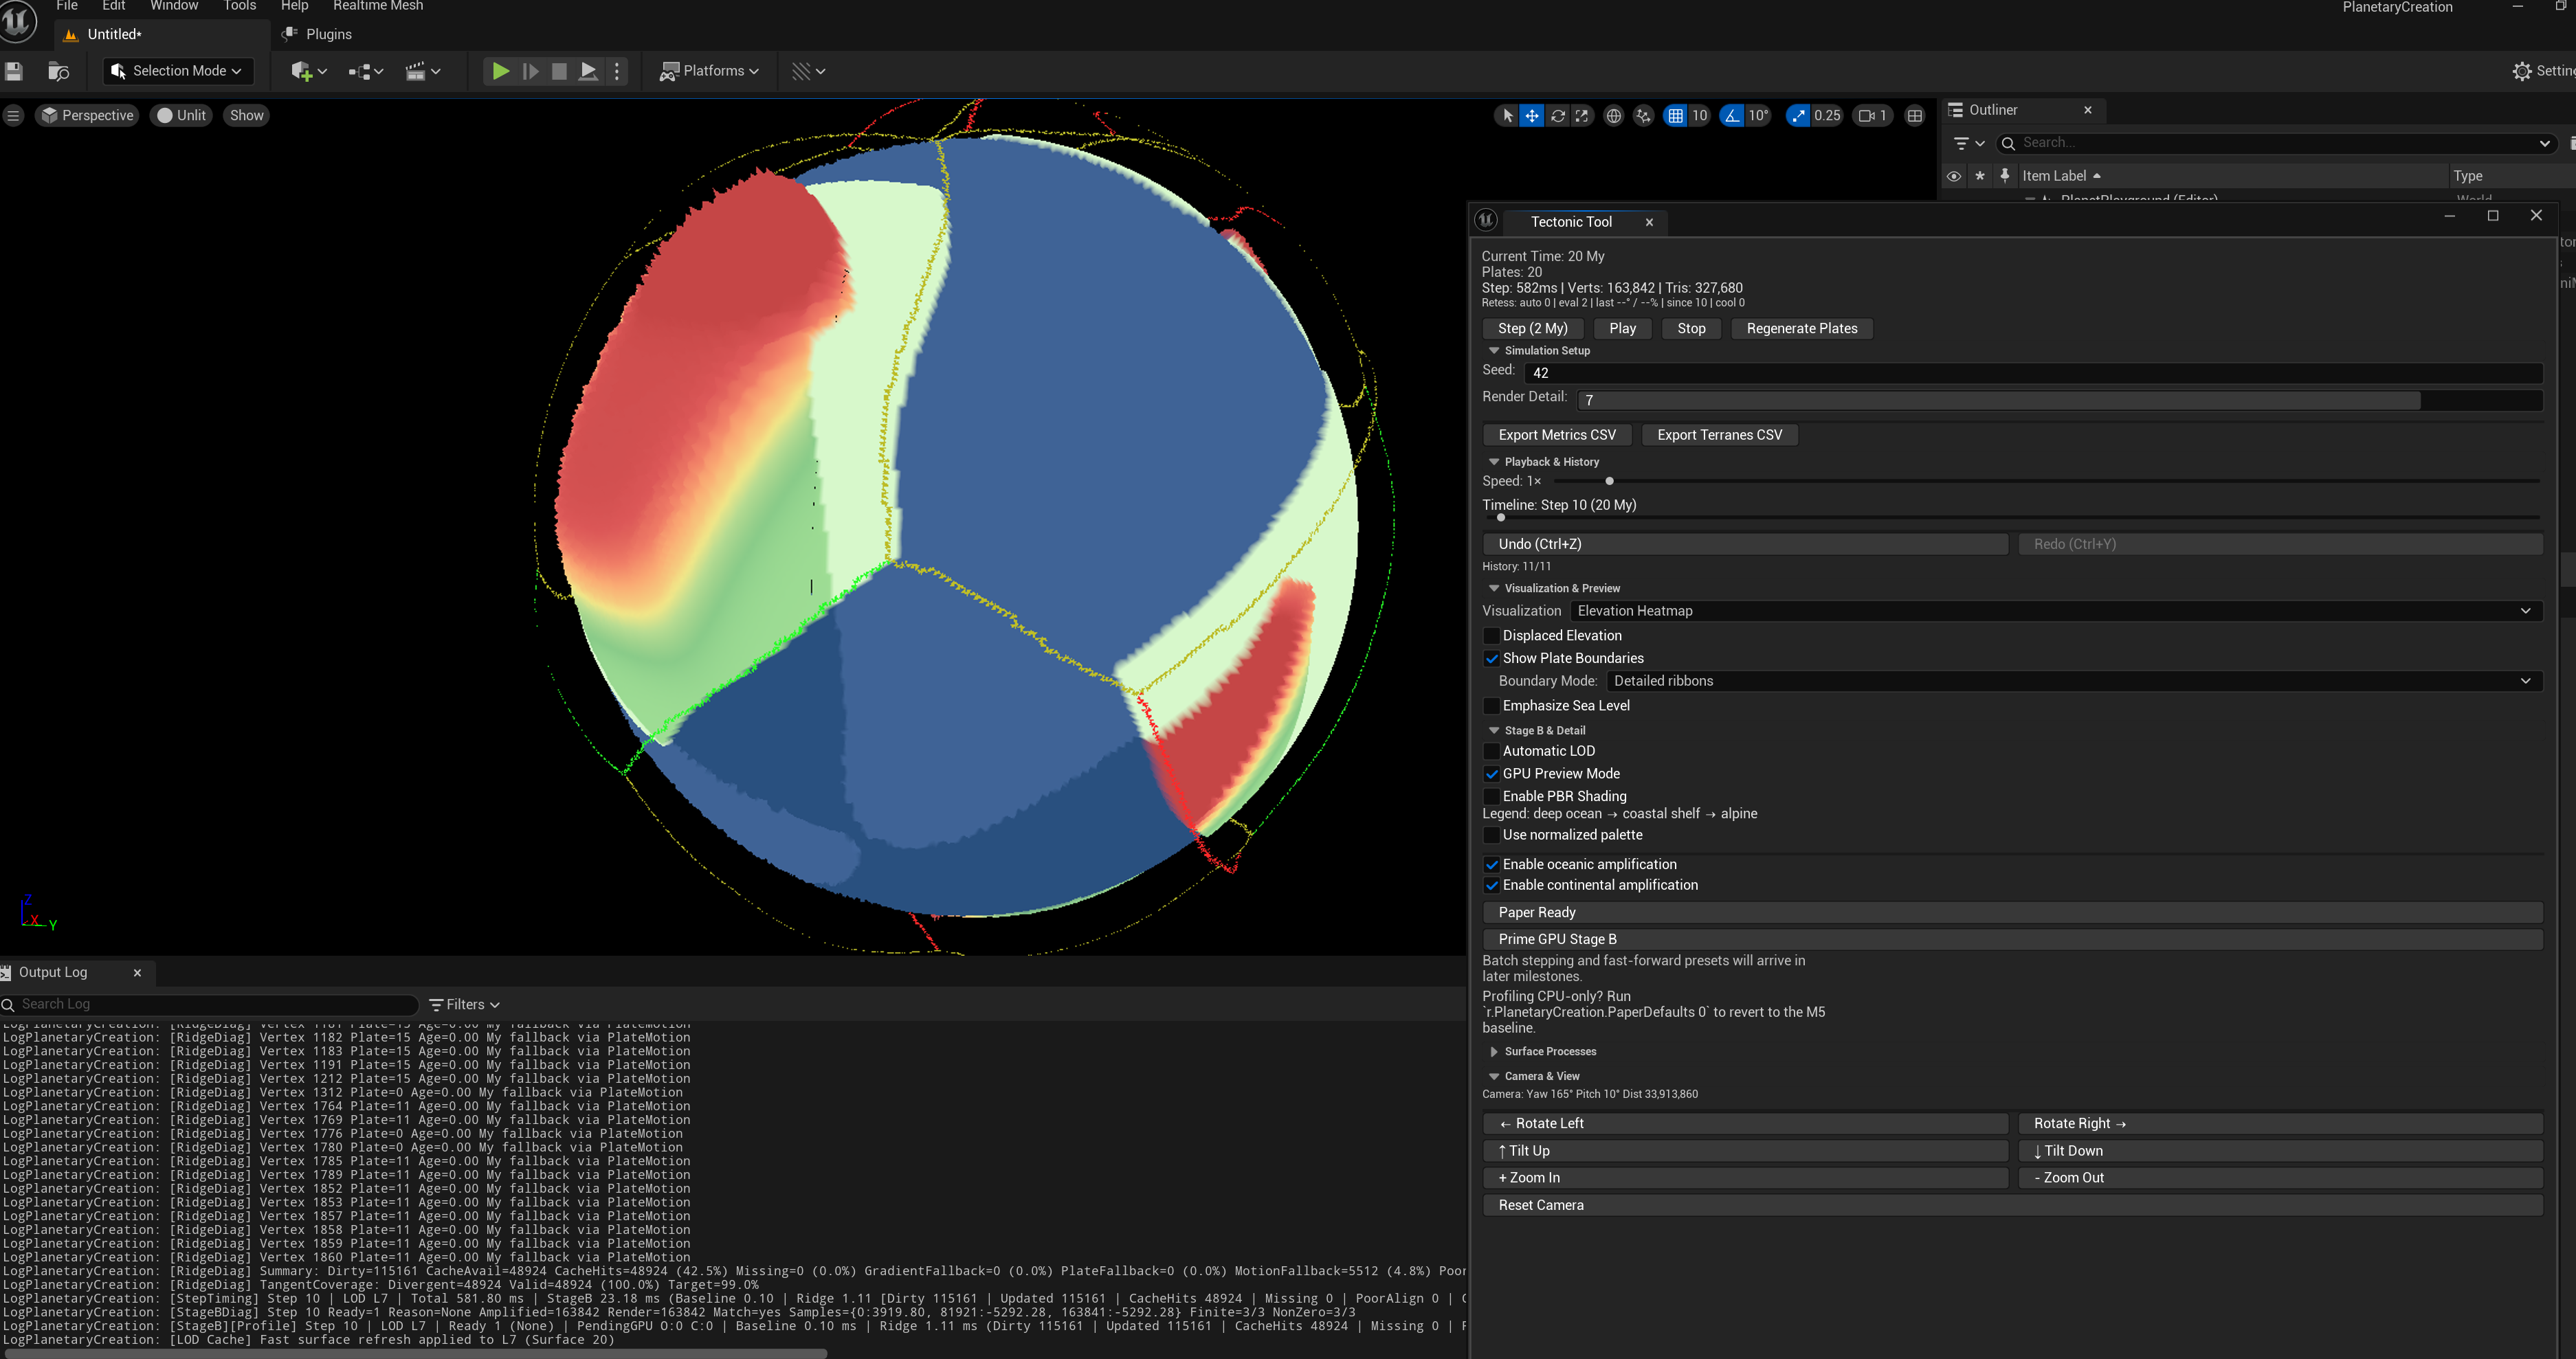 File Edit Window Tools Help Realtime Mesh
PlanetaryCreation
Untitled*
Plugins
Selection Mode
Platforms
Perspective Unlit Show
10 10° 0.25 1
Outliner
Search...
Item Label Type
PlanetPlayground (Editor) World
Tectonic Tool
Current Time: 20 My
Plates: 20
Step: 582ms | Verts: 163,842 | Tris: 327,680
Retess: auto 0 | eval 2 | last --° / --% | since 10 | cool 0
Step (2 My) Play Stop Regenerate Plates
Simulation Setup
Seed: 42
Render Detail: 7
Export Metrics CSV Export Terranes CSV
Playback & History
Speed: 1×
Timeline: Step 10 (20 My)
Undo (Ctrl+Z) Redo (Ctrl+Y)
History: 11/11
Visualization & Preview
Visualization Elevation Heatmap
Displaced Elevation
Show Plate Boundaries
Boundary Mode: Detailed ribbons
Emphasize Sea Level
Stage B & Detail
Automatic LOD
GPU Preview Mode
Enable PBR Shading
Legend: deep ocean → coastal shelf → alpine
Use normalized palette
Enable oceanic amplification
Enable continental amplification
Paper Ready
Prime GPU Stage B
Batch stepping and fast-forward presets will arrive in
later milestones.
Profiling CPU-only? Run
`r.PlanetaryCreation.PaperDefaults 0` to revert to the M5
baseline.
Surface Processes
Camera & View
Camera: Yaw 165° Pitch 10° Dist 33,913,860
← Rotate Left Rotate Right →
↑ Tilt Up ↓ Tilt Down
+ Zoom In - Zoom Out
Reset Camera
Z
X Y
Output Log
Search Log Filters
LogPlanetaryCreation: [RidgeDiag] Vertex 1181 Plate=15 Age=0.00 My fallback via PlateMotion
LogPlanetaryCreation: [RidgeDiag] Vertex 1182 Plate=15 Age=0.00 My fallback via PlateMotion
LogPlanetaryCreation: [RidgeDiag] Vertex 1183 Plate=15 Age=0.00 My fallback via PlateMotion
LogPlanetaryCreation: [RidgeDiag] Vertex 1191 Plate=15 Age=0.00 My fallback via PlateMotion
LogPlanetaryCreation: [RidgeDiag] Vertex 1212 Plate=15 Age=0.00 My fallback via PlateMotion
LogPlanetaryCreation: [RidgeDiag] Vertex 1312 Plate=0 Age=0.00 My fallback via PlateMotion
LogPlanetaryCreation: [RidgeDiag] Vertex 1764 Plate=11 Age=0.00 My fallback via PlateMotion
LogPlanetaryCreation: [RidgeDiag] Vertex 1769 Plate=11 Age=0.00 My fallback via PlateMotion
LogPlanetaryCreation: [RidgeDiag] Vertex 1776 Plate=0 Age=0.00 My fallback via PlateMotion
LogPlanetaryCreation: [RidgeDiag] Vertex 1780 Plate=0 Age=0.00 My fallback via PlateMotion
LogPlanetaryCreation: [RidgeDiag] Vertex 1785 Plate=11 Age=0.00 My fallback via PlateMotion
LogPlanetaryCreation: [RidgeDiag] Vertex 1789 Plate=11 Age=0.00 My fallback via PlateMotion
LogPlanetaryCreation: [RidgeDiag] Vertex 1852 Plate=11 Age=0.00 My fallback via PlateMotion
LogPlanetaryCreation: [RidgeDiag] Vertex 1853 Plate=11 Age=0.00 My fallback via PlateMotion
LogPlanetaryCreation: [RidgeDiag] Vertex 1857 Plate=11 Age=0.00 My fallback via PlateMotion
LogPlanetaryCreation: [RidgeDiag] Vertex 1858 Plate=11 Age=0.00 My fallback via PlateMotion
LogPlanetaryCreation: [RidgeDiag] Vertex 1859 Plate=11 Age=0.00 My fallback via PlateMotion
LogPlanetaryCreation: [RidgeDiag] Vertex 1860 Plate=11 Age=0.00 My fallback via PlateMotion
LogPlanetaryCreation: [RidgeDiag] Summary: Dirty=115161 CacheAvail=48924 CacheHits=48924 (42.5%) Missing=0 (0.0%) GradientFallback=0 (0.0%) PlateFallback=0 (0.0%) MotionFallback=5512 (4.8%) Poor
LogPlanetaryCreation: [RidgeDiag] TangentCoverage: Divergent=48924 Valid=48924 (100.0%) Target=99.0%
LogPlanetaryCreation: [StepTiming] Step 10 | LOD L7 | Total 581.80 ms | StageB 23.18 ms (Baseline 0.10 | Ridge 1.11 [Dirty 115161 | Updated 115161 | CacheHits 48924 | Missing 0 | PoorAlign 0 |
LogPlanetaryCreation: [StageBDiag] Step 10 Ready=1 Reason=None Amplified=163842 Render=163842 Match=yes Samples={0:3919.80, 81921:-5292.28, 163841:-5292.28} Finite=3/3 NonZero=3/3
LogPlanetaryCreation: [StageB][Profile] Step 10 | LOD L7 | Ready 1 (None) | PendingGPU O:0 C:0 | Baseline 0.10 ms | Ridge 1.11 ms (Dirty 115161 | Updated 115161 | CacheHits 48924 | Missing 0 |
LogPlanetaryCreation: [LOD Cache] Fast surface refresh applied to L7 (Surface 20)